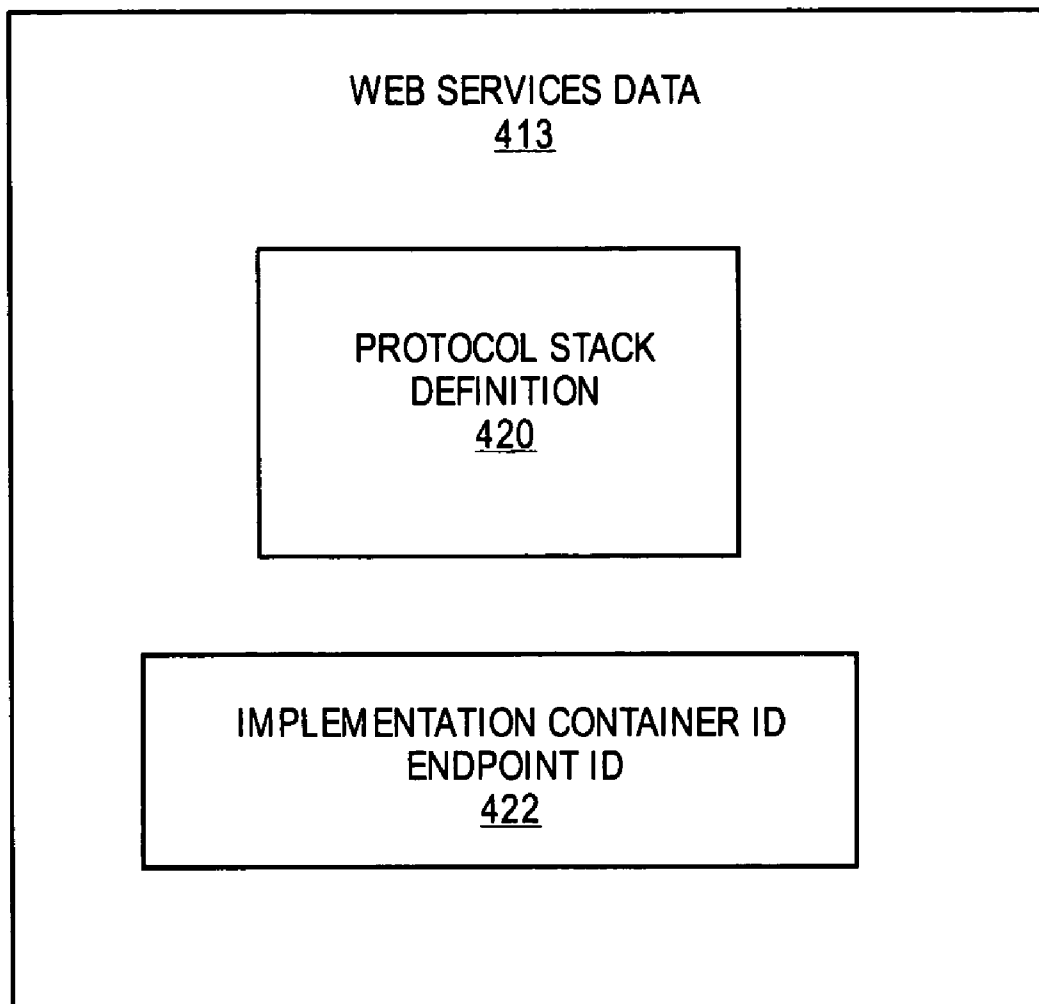 WEB SERVICES DATA
413
PROTOCOL STACK
DEFINITION
420
IMPLEMENTATION CONTAINER ID
ENDPOINT ID
422